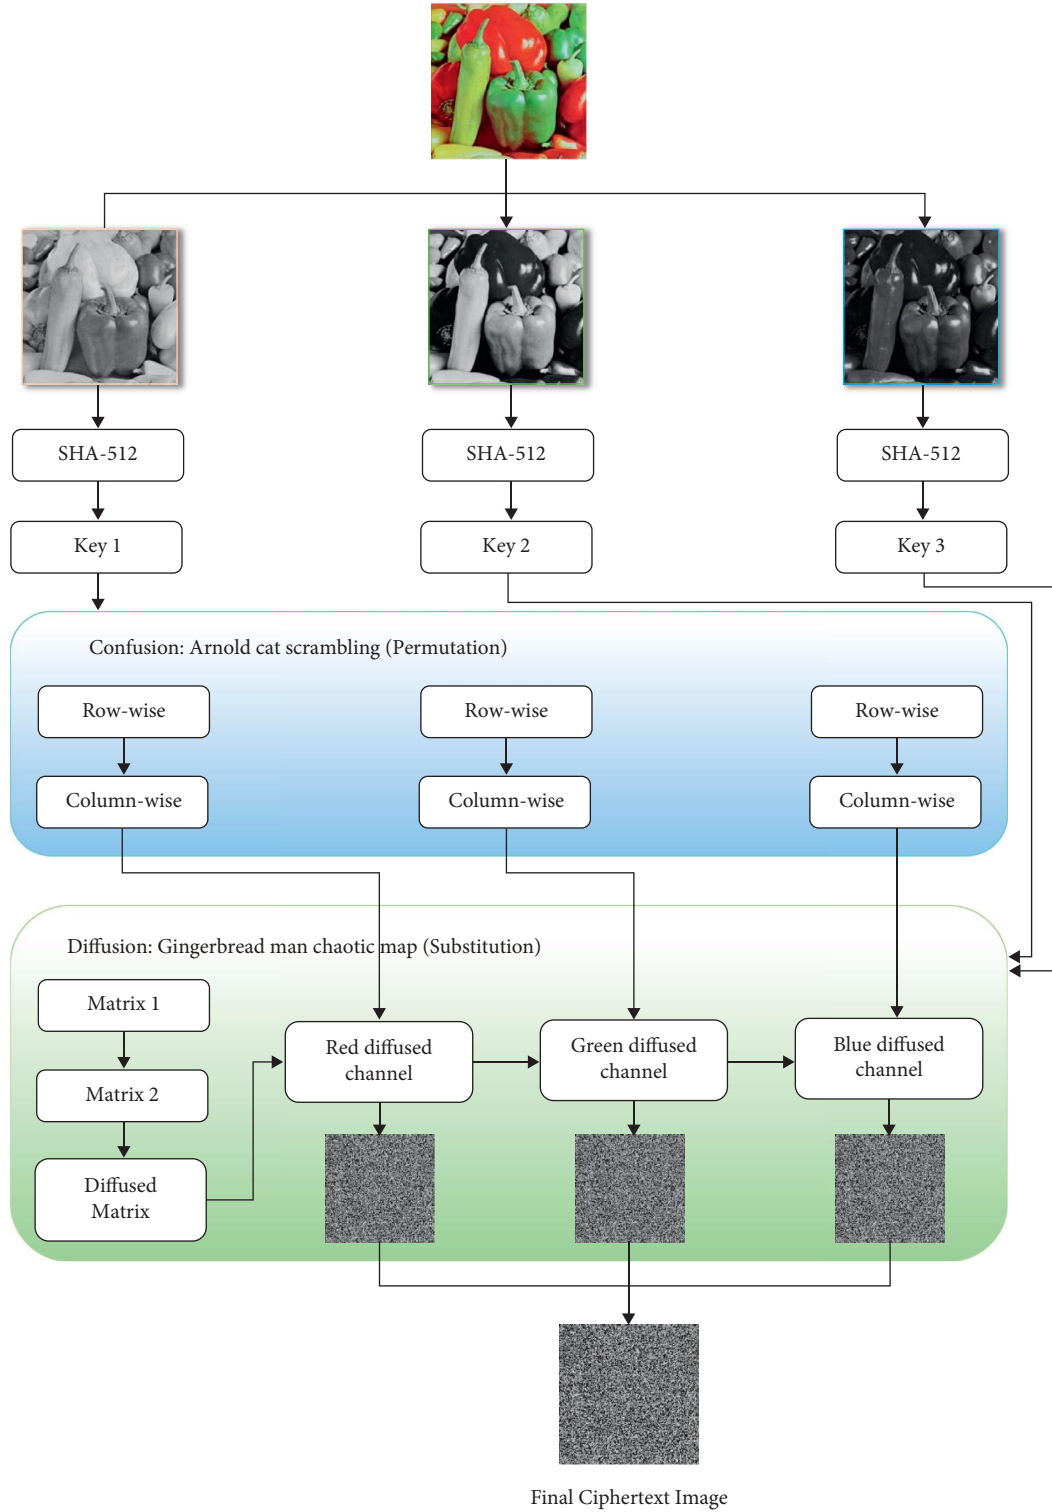 SHA-512
SHA-512
SHA-512
Key 1
Key 2
Key 3
Confusion: Arnold cat scrambling (Permutation)
Row-wise
Row-wise
Row-wise
Column-wise
Column-wise
Column-wise
Diffusion: Gingerbread man chaotic map (Substitution)
Matrix 1
Matrix 2
Diffused
Matrix
Red diffused
channel
Green diffused
channel
Blue diffused
channel
Final Ciphertext Image